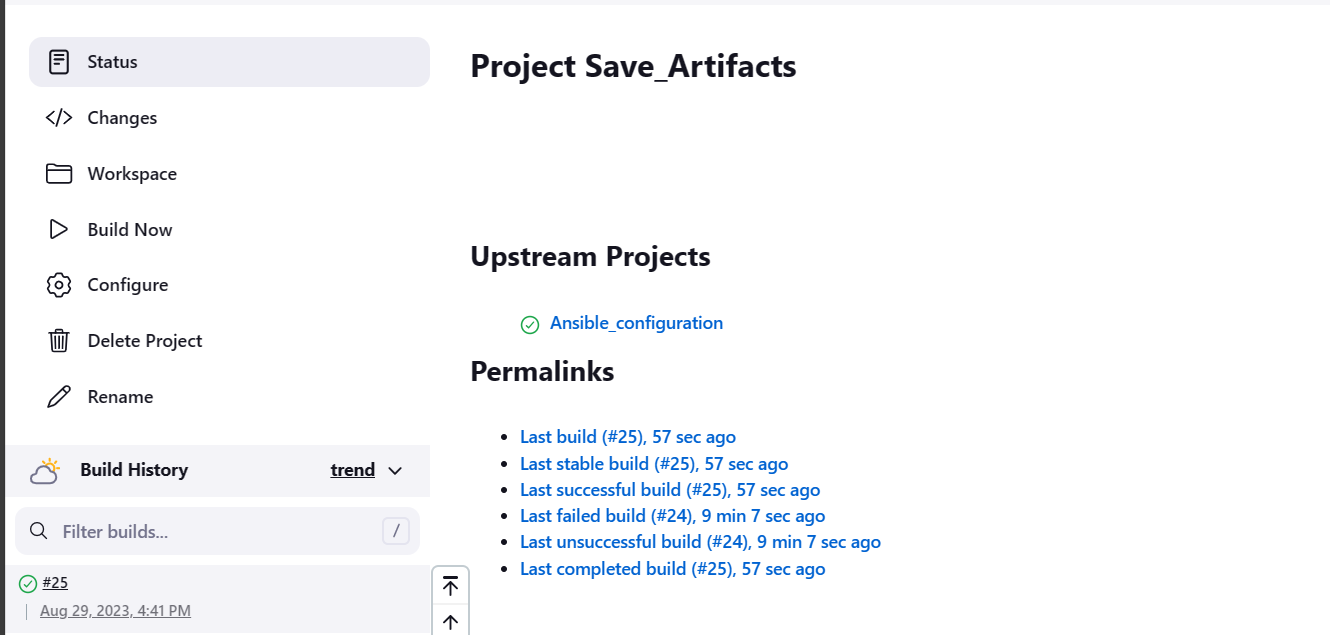 Status
Changes
Workspace
Build Now
Configure
Delete Project
Rename
Build History trend
Filter builds... /
#25
Aug 29, 2023, 4:41 PM
Project Save_Artifacts
Upstream Projects
Ansible_configuration
Permalinks
Last build (#25), 57 sec ago
Last stable build (#25), 57 sec ago
Last successful build (#25), 57 sec ago
Last failed build (#24), 9 min 7 sec ago
Last unsuccessful build (#24), 9 min 7 sec ago
Last completed build (#25), 57 sec ago